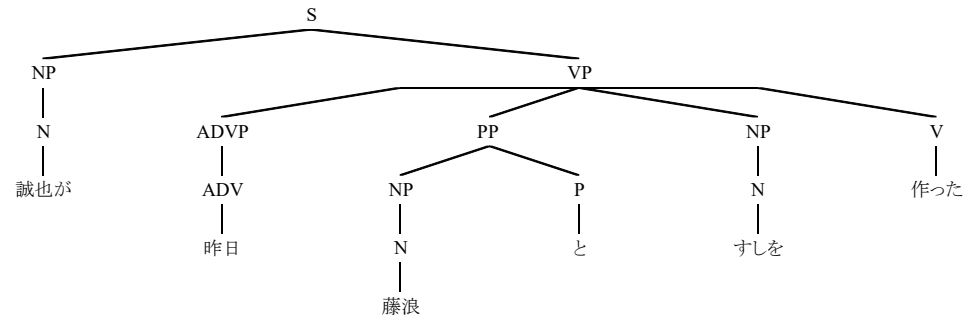 S
NP VP
N ADVP PP NP V
誠也が ADV NP P N 作った
昨日 N と すしを
藤浪